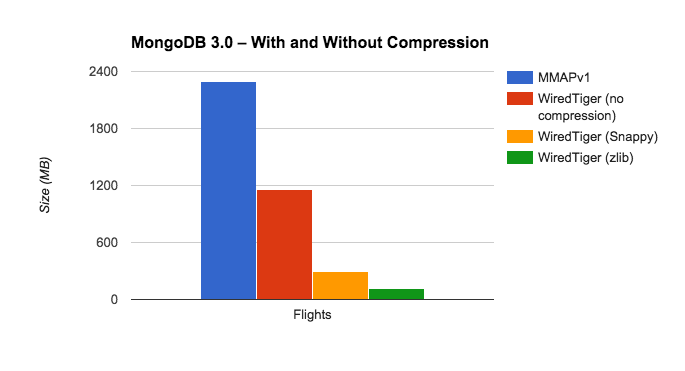 MongoDB 3.0 – With and Without Compression
2400
1800
1200
600
0
Size (MB)
Flights
MMAPv1
WiredTiger (no
compression)
WiredTiger (Snappy)
WiredTiger (zlib)